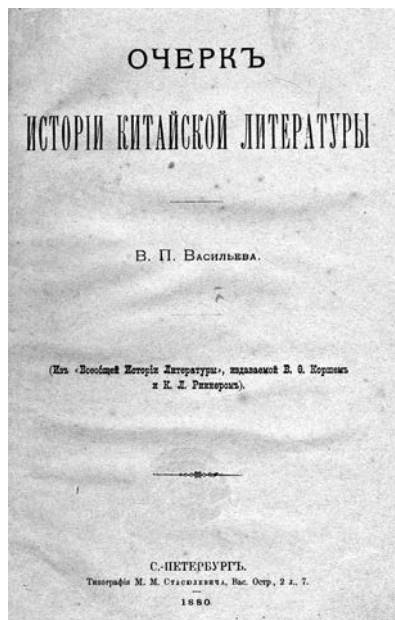 ОЧЕРКЪ
ИСТОРІИ КИТАЙСКОЙ ЛИТЕРАТУРЫ
В. П. Васильева.
(Изъ «Всеобщей Исторіи Литературы», издаваемой В. Ѳ. Коршемъ
и К. Л. Риккеромъ).
С.-ПЕТЕРБУРГЪ.
Типографія М. М. Стасюлевича, Вас. Остр., 2 л., 7.
1880